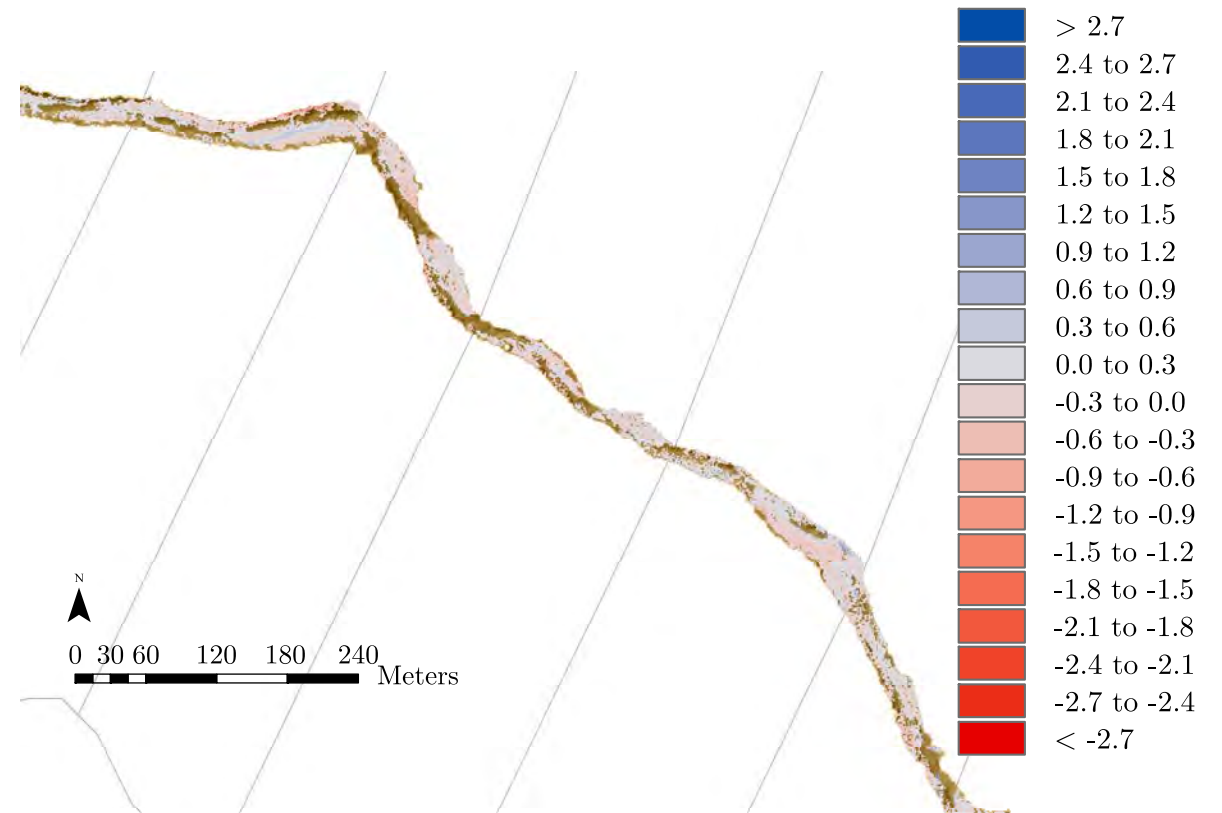 > 2.7
2.4 to 2.7
2.1 to 2.4
1.8 to 2.1
1.5 to 1.8
1.2 to 1.5
0.9 to 1.2
0.6 to 0.9
0.3 to 0.6
0.0 to 0.3
-0.3 to 0.0
-0.6 to -0.3
-0.9 to -0.6
-1.2 to -0.9
-1.5 to -1.2
-1.8 to -1.5
-2.1 to -1.8
-2.4 to -2.1
-2.7 to -2.4
< -2.7
N
0 30 60 120 180 240
Meters